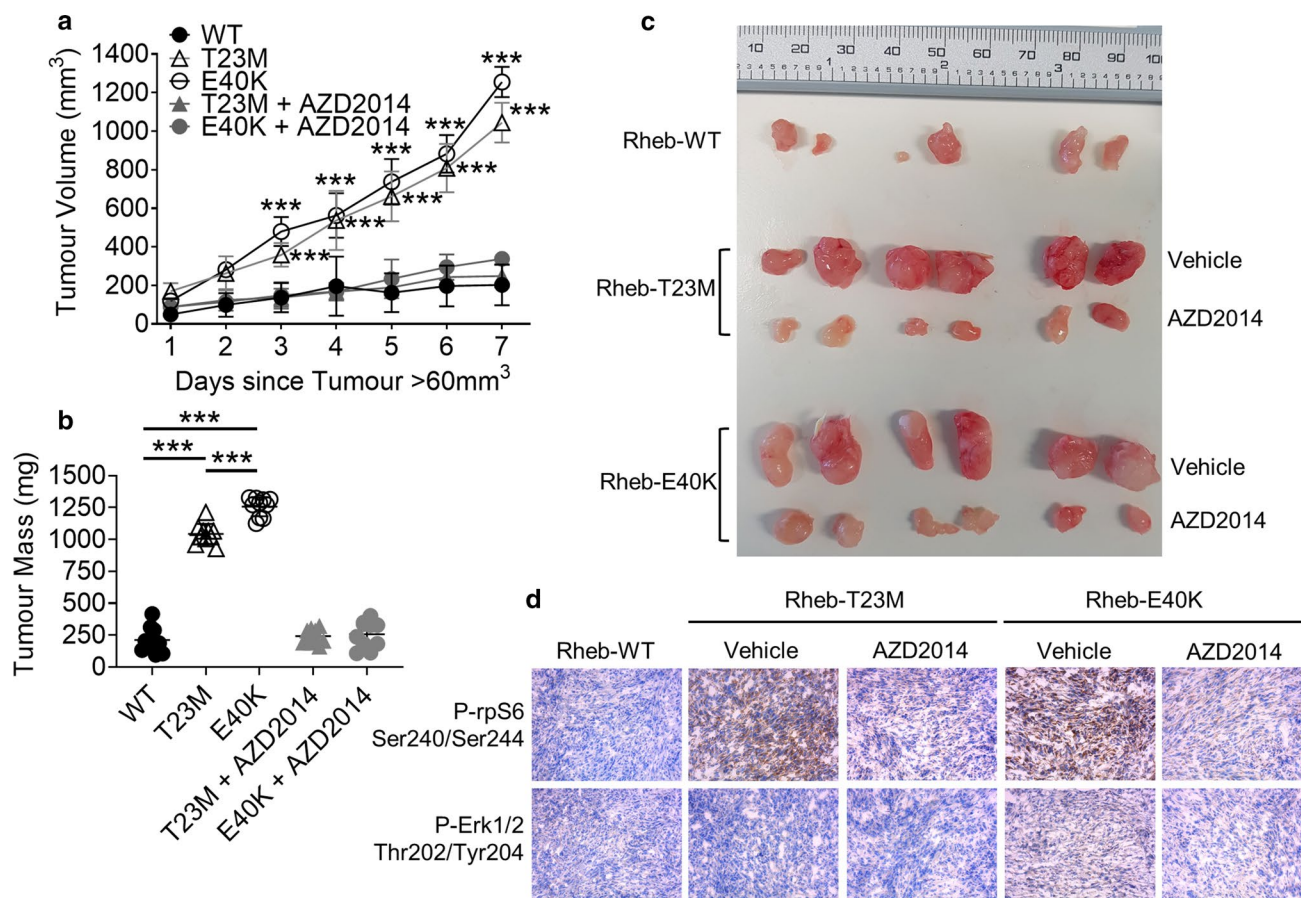 a
WT
T23M
E40K
T23M + AZD2014
E40K + AZD2014
Tumour Volume (mm3)
1400
1200
1000
800
600
400
200
0
***
***
***
***
***
***
***
***
***
***
1 2 3 4 5 6 7
Days since Tumour >60mm3
b
***
*** ***
Tumour Mass (mg)
1500
1250
1000
750
500
250
0
WT
T23M
E40K
T23M + AZD2014
E40K + AZD2014
c
10 20 30 40 50 60 70 80 90 100
1 2 3
Rheb-WT
Rheb-T23M
Vehicle
AZD2014
Rheb-E40K
Vehicle
AZD2014
d
Rheb-T23M Rheb-E40K
Rheb-WT Vehicle AZD2014 Vehicle AZD2014
P-rpS6
Ser240/Ser244
P-Erk1/2
Thr202/Tyr204